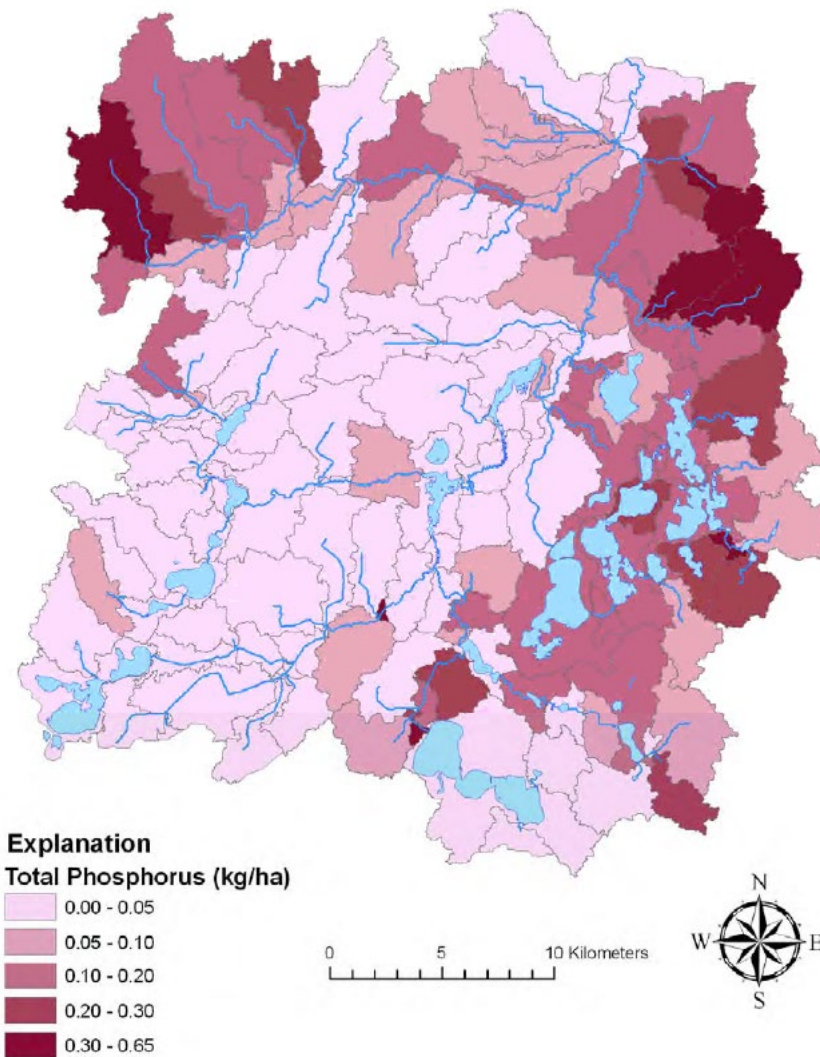 Explanation
Total Phosphorus (kg/ha)
0.00 - 0.05
0.05 - 0.10
0.10 - 0.20
0.20 - 0.30
0.30 - 0.65
0 5 10 Kilometers
N
W E
S